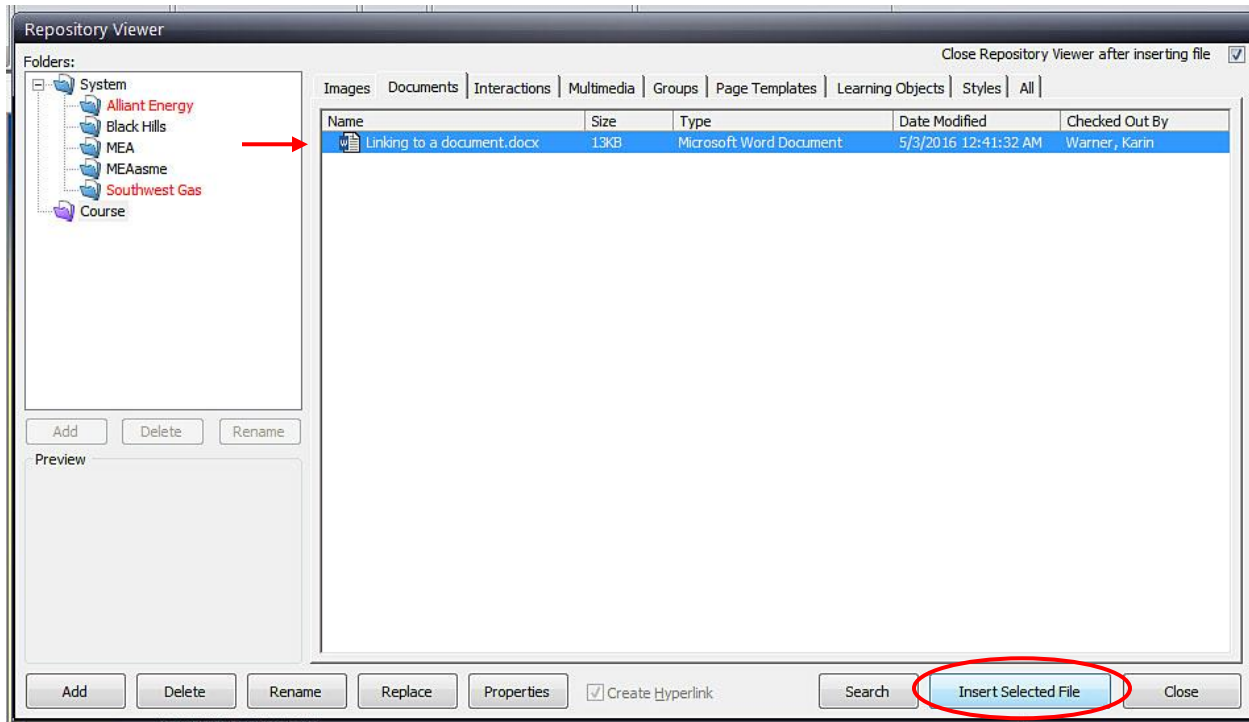 Repository Viewer
Close Repository Viewer after inserting file
Folders:
System
Alliant Energy
Black Hills
MEA
MEAasme
Southwest Gas
Course
Add Delete Rename
Preview
Images Documents Interactions Multimedia Groups Page Templates Learning Objects Styles All
Name Size Type Date Modified Checked Out By
Linking to a document.docx 13KB Microsoft Word Document 5/3/2016 12:41:32 AM Warner, Karin
Add Delete Rename Replace Properties Create Hyperlink Search Insert Selected File Close